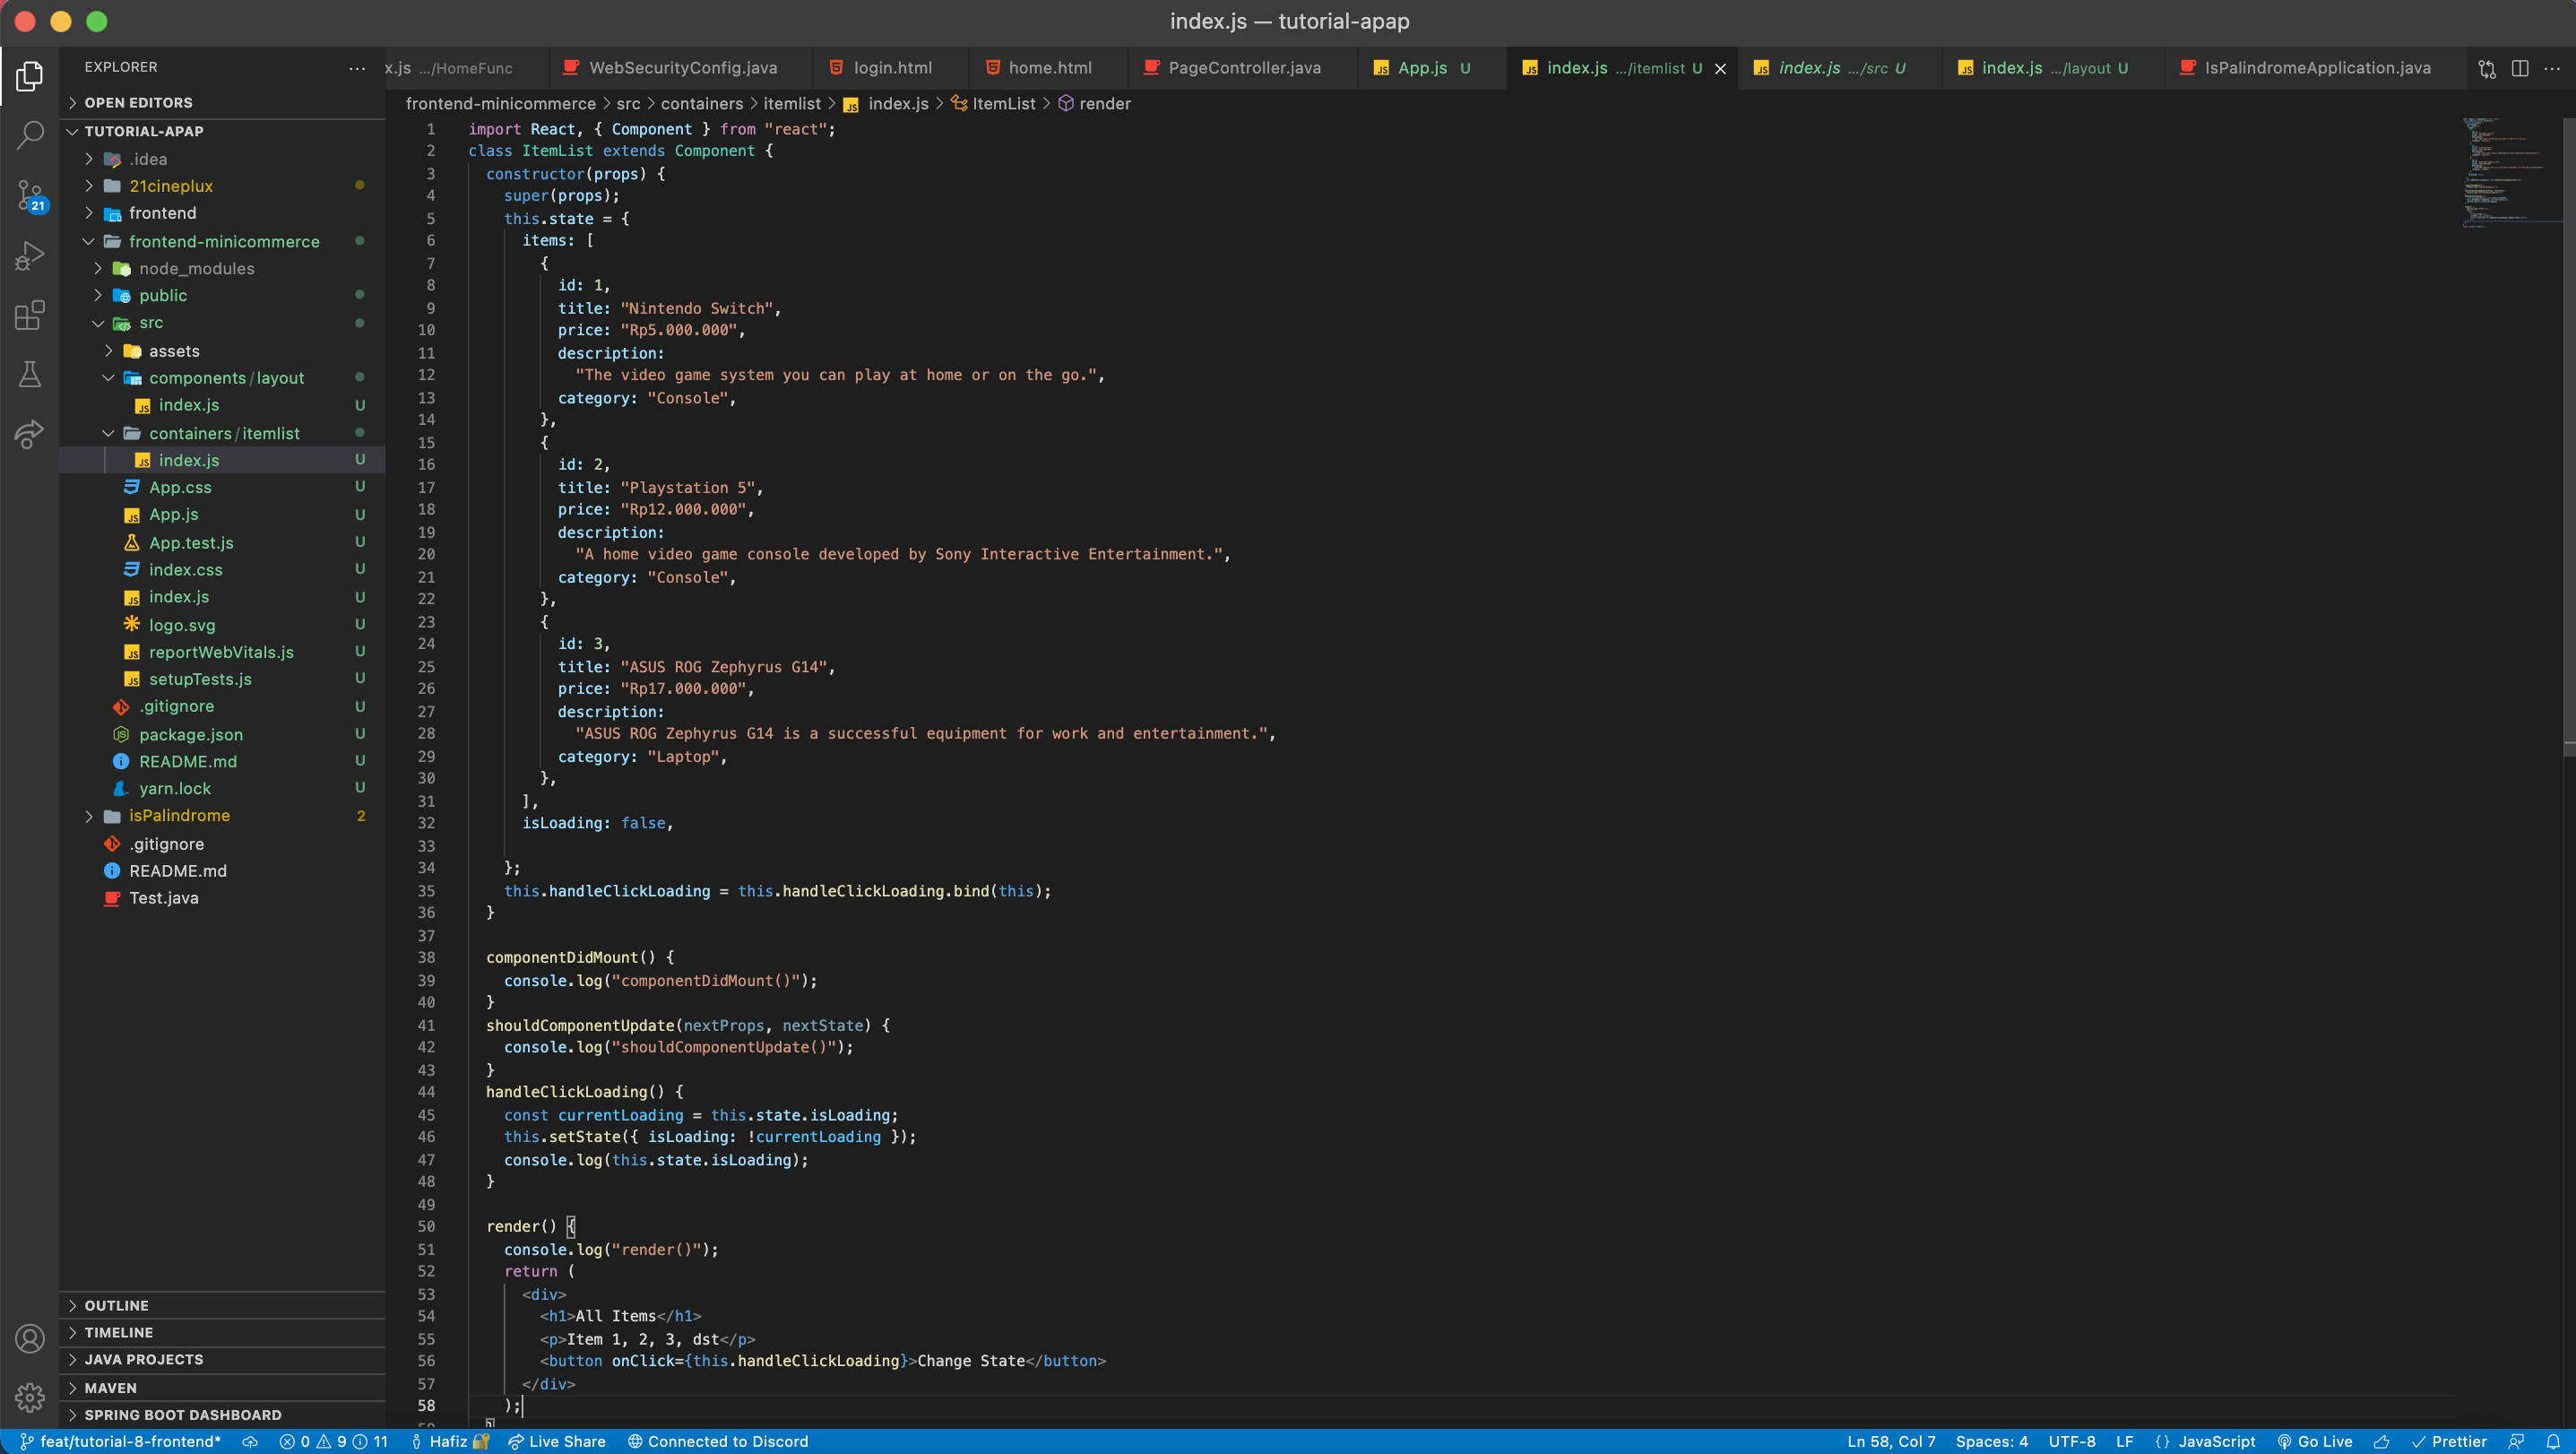 index.js — tutorial-apap
EXPLORER
x.js .../HomeFunc
WebSecurityConfig.java
login.html
home.html
PageController.java
App.js U
index.js .../itemlist U
index.js .../src U
index.js .../layout U
IsPalindromeApplication.java
OPEN EDITORS
TUTORIAL-APAP
.idea
21cineplux
frontend
frontend-minicommerce
node_modules
public
src
assets
components/layout
index.js U
containers/itemlist
index.js U
App.css U
App.js U
App.test.js U
index.css U
index.js U
logo.svg U
reportWebVitals.js U
setupTests.js U
.gitignore U
package.json U
README.md U
yarn.lock U
isPalindrome 2
.gitignore
README.md
Test.java
OUTLINE
TIMELINE
JAVA PROJECTS
MAVEN
SPRING BOOT DASHBOARD
21
frontend-minicommerce > src > containers > itemlist > index.js > ItemList > render
1 import React, { Component } from "react";
2 class ItemList extends Component {
3 constructor(props) {
4 super(props);
5 this.state = {
6 items: [
7 {
8 id: 1,
9 title: "Nintendo Switch",
10 price: "Rp5.000.000",
11 description:
12 "The video game system you can play at home or on the go.",
13 category: "Console",
14 },
15 {
16 id: 2,
17 title: "Playstation 5",
18 price: "Rp12.000.000",
19 description:
20 "A home video game console developed by Sony Interactive Entertainment.",
21 category: "Console",
22 },
23 {
24 id: 3,
25 title: "ASUS ROG Zephyrus G14",
26 price: "Rp17.000.000",
27 description:
28 "ASUS ROG Zephyrus G14 is a successful equipment for work and entertainment.",
29 category: "Laptop",
30 },
31 ],
32 isLoading: false,
33
34 };
35 this.handleClickLoading = this.handleClickLoading.bind(this);
36 }
37
38 componentDidMount() {
39 console.log("componentDidMount()");
40 }
41 shouldComponentUpdate(nextProps, nextState) {
42 console.log("shouldComponentUpdate()");
43 }
44 handleClickLoading() {
45 const currentLoading = this.state.isLoading;
46 this.setState({ isLoading: !currentLoading });
47 console.log(this.state.isLoading);
48 }
49
50 render() {
51 console.log("render()");
52 return (
53 <div>
54 <h1>All Items</h1>
55 <p>Item 1, 2, 3, dst</p>
56 <button onClick={this.handleClickLoading}>Change State</button>
57 </div>
58 );
feat/tutorial-8-frontend* 0 9 11 Hafiz Live Share Connected to Discord
Ln 58, Col 7 Spaces: 4 UTF-8 LF {} JavaScript Go Live Prettier